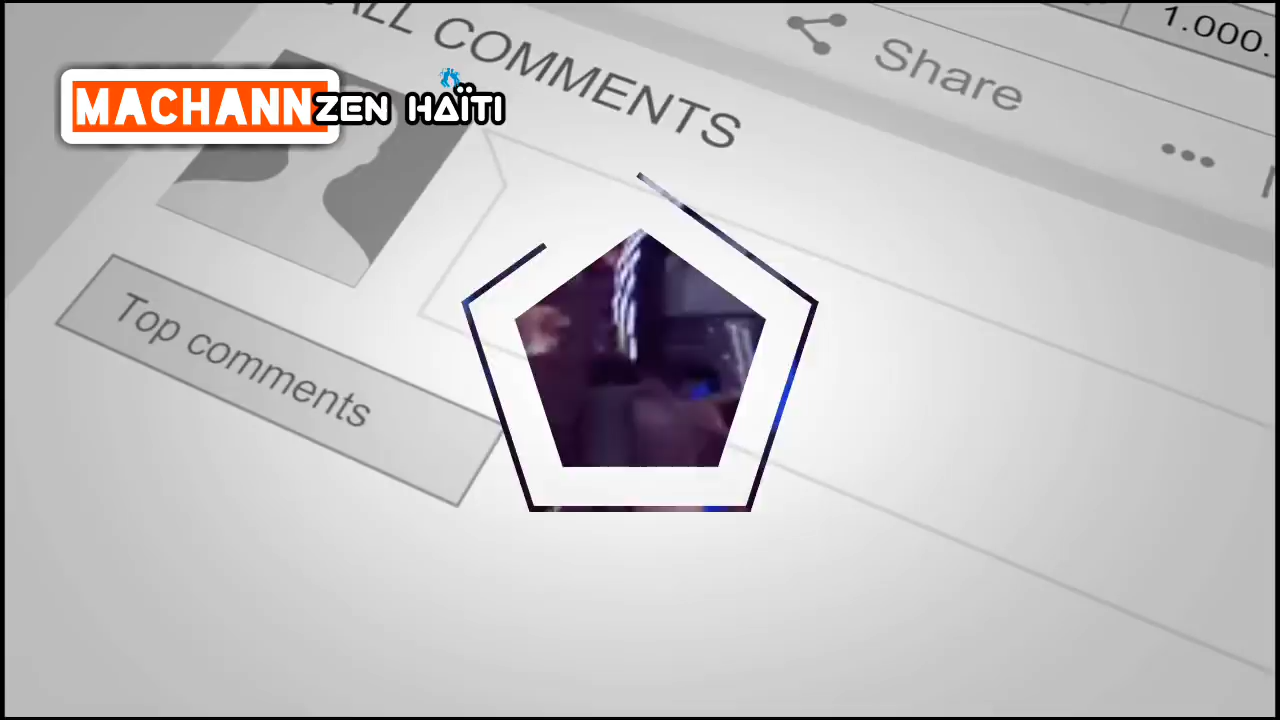 ALL COMMENTS
Share
1.000.
MACHANN ZEN HAÏTI
Top comments